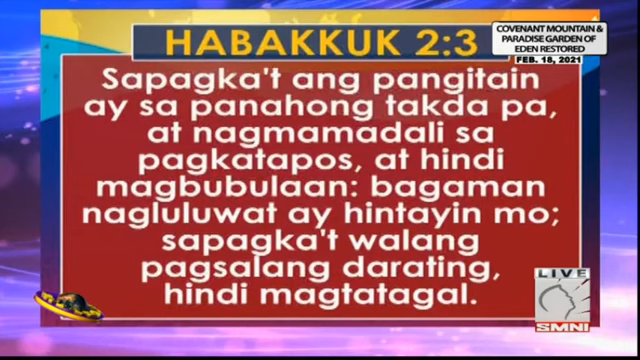 HABAKKUK 2:3
COVENANT MOUNTAIN &
PARADISE GARDEN OF
EDEN RESTORED
FEB. 18, 2021
Sapagka't ang pangitain
ay sa panahong takda pa,
at nagmamadali sa
pagkatapos, at hindi
magbubulaan: bagaman
nagluluwat ay hintayin mo;
sapagka't walang
pagsalang darating,
hindi magtatagal.
LIVE
SMNI